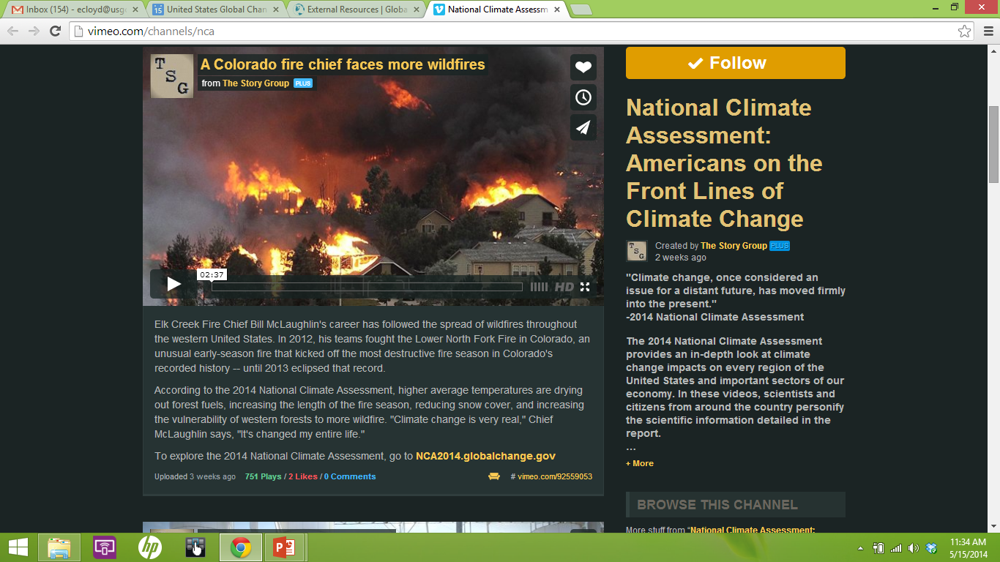 Inbox (154) - ecloyd@usg
United States Global Chan
External Resources | Globa
National Climate Assessm
vimeo.com/channels/nca
T S G
A Colorado fire chief faces more wildfires
from The Story Group PLUS
02:37
HD
Elk Creek Fire Chief Bill McLaughlin's career has followed the spread of wildfires throughout
the western United States. In 2012, his teams fought the Lower North Fork Fire in Colorado, an
unusual early-season fire that kicked off the most destructive fire season in Colorado's
recorded history -- until 2013 eclipsed that record.
According to the 2014 National Climate Assessment, higher average temperatures are drying
out forest fuels, increasing the length of the fire season, reducing snow cover, and increasing
the vulnerability of western forests to more wildfire. "Climate change is very real," Chief
McLaughlin says, "It's changed my entire life."
To explore the 2014 National Climate Assessment, go to NCA2014.globalchange.gov
Uploaded 3 weeks ago 751 Plays / 2 Likes / 0 Comments # vimeo.com/92559053
Follow
National Climate
Assessment:
Americans on the
Front Lines of
Climate Change
T S G
Created by The Story Group PLUS
2 weeks ago
"Climate change, once considered an
issue for a distant future, has moved firmly
into the present."
-2014 National Climate Assessment
The 2014 National Climate Assessment
provides an in-depth look at climate
change impacts on every region of the
United States and important sectors of our
economy. In these videos, scientists and
citizens from around the country personify
the scientific information detailed in the
report.
...
+ More
BROWSE THIS CHANNEL
More stuff from "National Climate Assessment:
15
hp
P
11:34 AM
5/15/2014